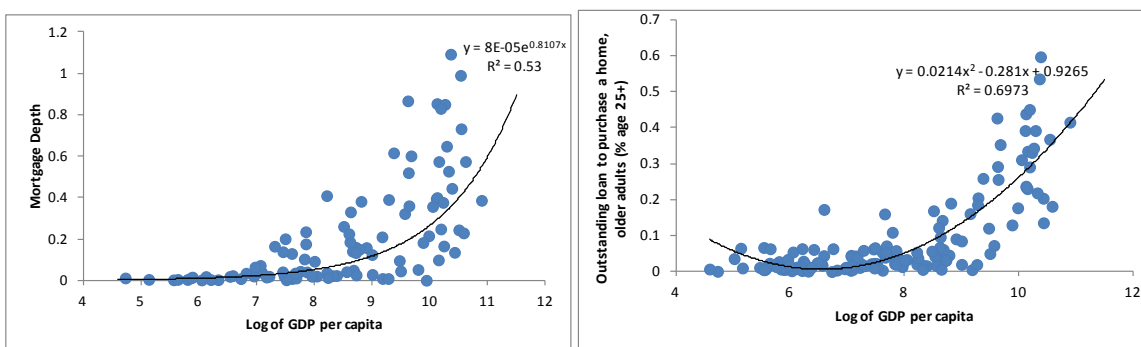 1.2
1
0.8
0.6
0.4
0.2
0
4 5 6 7 8 9 10 11 12
Mortgage Depth
Log of GDP per capita
y = 8E-05e^0.8107x
R² = 0.53
0.7
0.6
0.5
0.4
0.3
0.2
0.1
0
4 6 8 10 12
Outstanding loan to purchase a home,
older adults (% age 25+)
Log of GDP per capita
y = 0.0214x² - 0.281x + 0.9265
R² = 0.6973